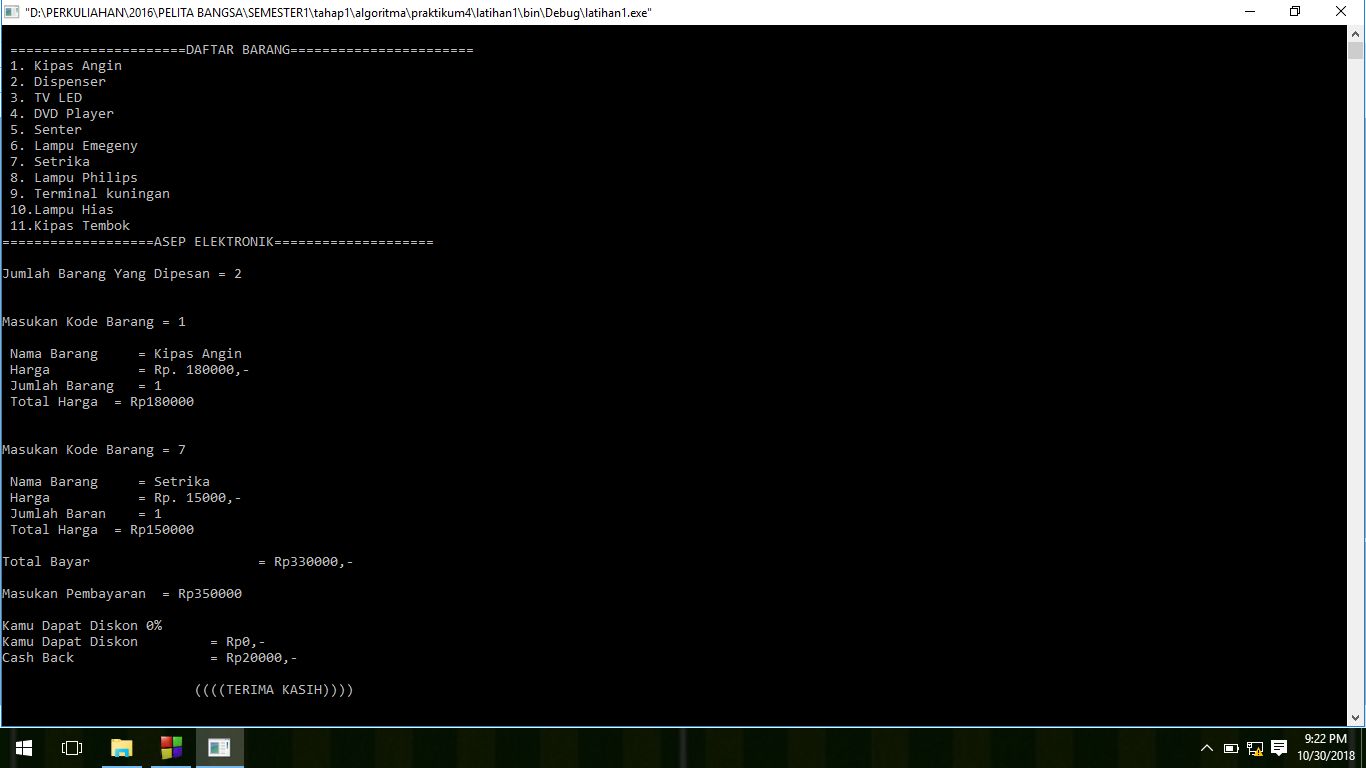 "D:\PERKULIAHAN\2016\PELITA BANGSA\SEMESTER1\tahap1\algoritma\praktikum4\latihan1\bin\Debug\latihan1.exe"
======================DAFTAR BARANG=======================
1. Kipas Angin
2. Dispenser
3. TV LED
4. DVD Player
5. Senter
6. Lampu Emegeny
7. Setrika
8. Lampu Philips
9. Terminal kuningan
10.Lampu Hias
11.Kipas Tembok
===================ASEP ELEKTRONIK====================
Jumlah Barang Yang Dipesan = 2
Masukan Kode Barang = 1
Nama Barang     = Kipas Angin
Harga           = Rp. 180000,-
Jumlah Barang   = 1
Total Harga  = Rp180000
Masukan Kode Barang = 7
Nama Barang     = Setrika
Harga           = Rp. 15000,-
Jumlah Baran    = 1
Total Harga  = Rp150000
Total Bayar                     = Rp330000,-
Masukan Pembayaran  = Rp350000
Kamu Dapat Diskon 0%
Kamu Dapat Diskon         = Rp0,-
Cash Back                 = Rp20000,-
((((TERIMA KASIH))))
9:22 PM
10/30/2018